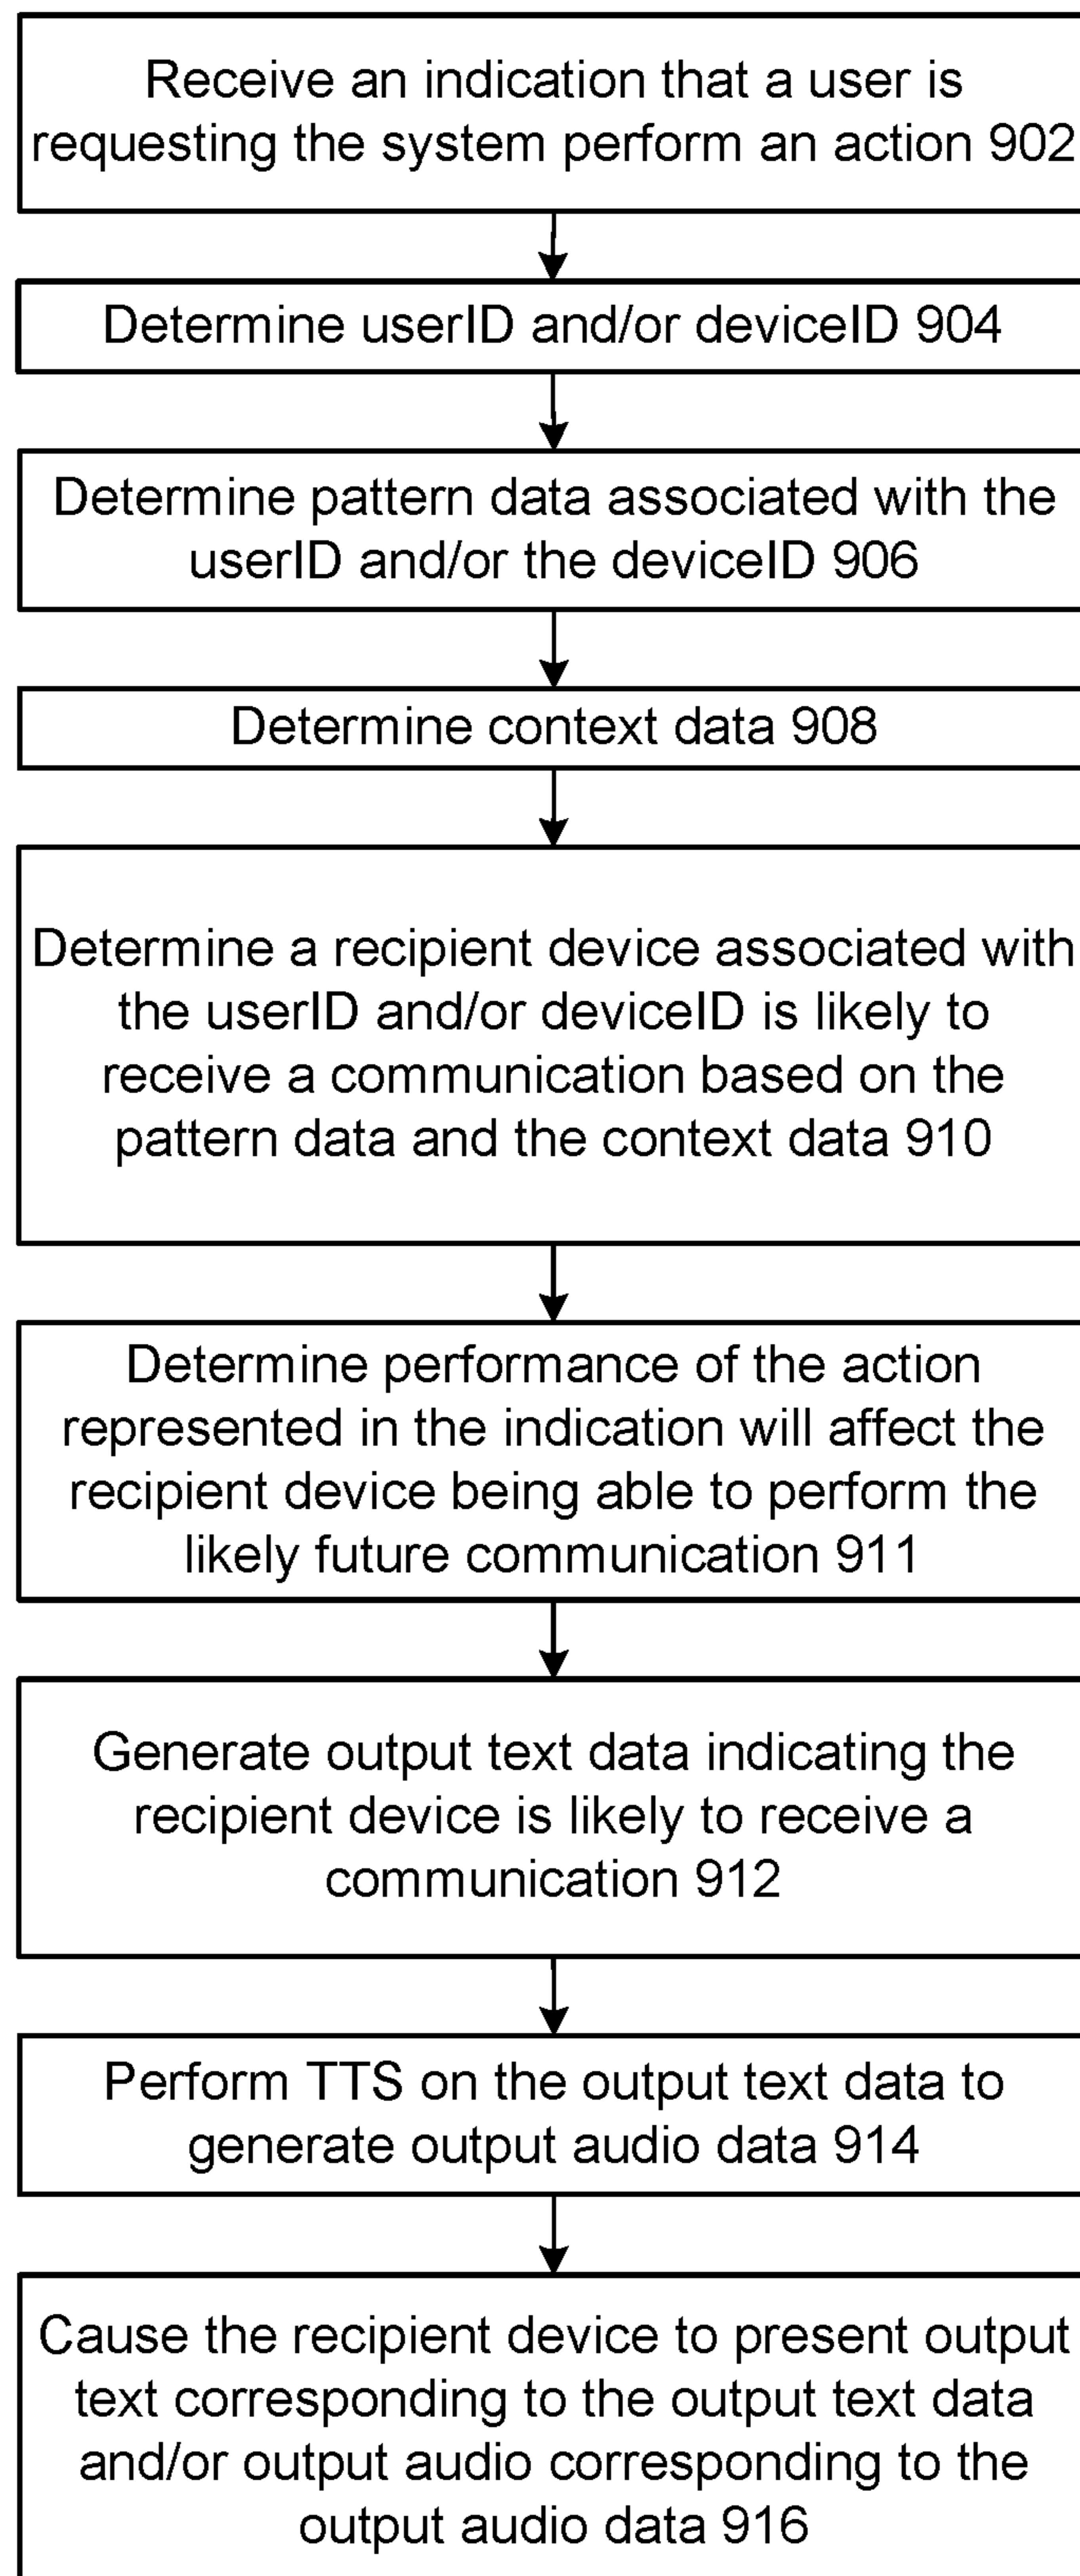 Receive an indication that a user is
requesting the system perform an action 902
Determine userID and/or deviceID 904
Determine pattern data associated with the
userID and/or the deviceID 906
Determine context data 908
Determine a recipient device associated with
the userID and/or deviceID is likely to
receive a communication based on the
pattern data and the context data 910
Determine performance of the action
represented in the indication will affect the
recipient device being able to perform the
likely future communication 911
Generate output text data indicating the
recipient device is likely to receive a
communication 912
Perform TTS on the output text data to
generate output audio data 914
Cause the recipient device to present output
text corresponding to the output text data
and/or output audio corresponding to the
output audio data 916